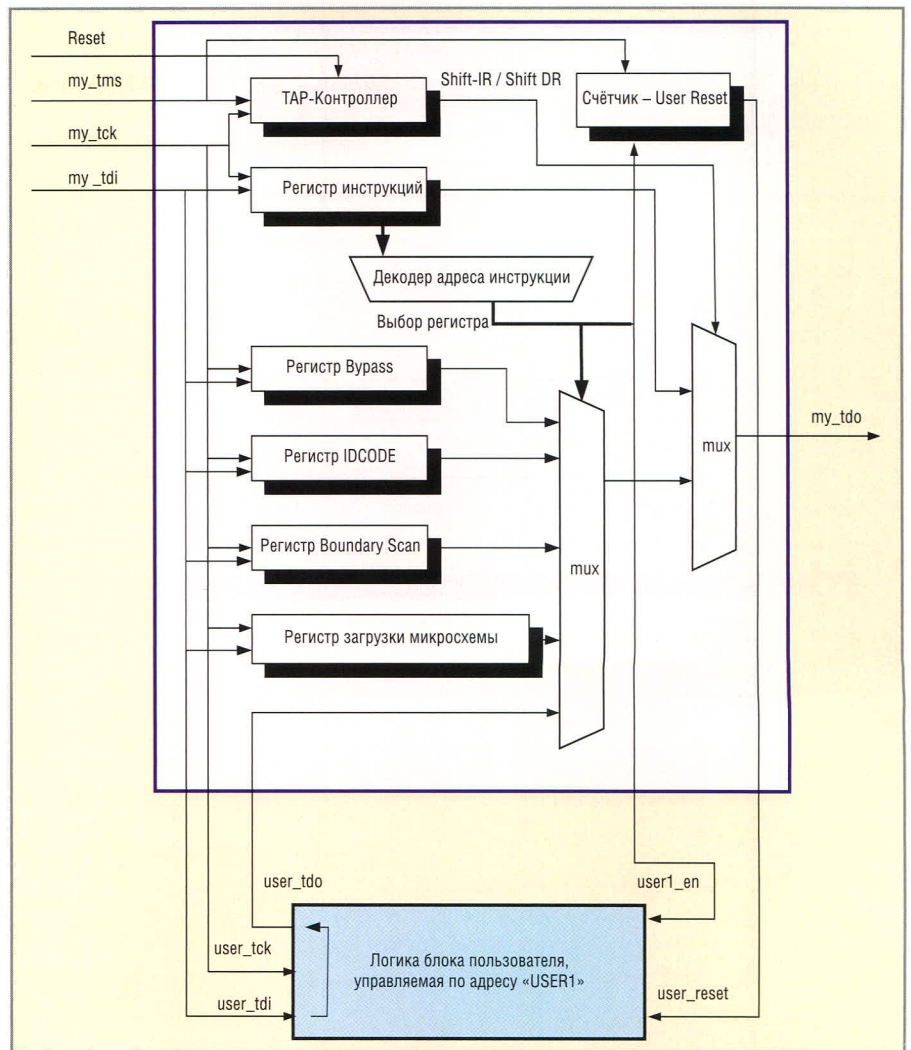 Reset
my_tms
my_tck
my _tdi
TAP-Контроллер
Shift-IR / Shift DR
Счётчик – User Reset
Регистр инструкций
Декодер адреса инструкции
Выбор регистра
Регистр Bypass
Регистр IDCODE
Регистр Boundary Scan
Регистр загрузки микросхемы
mux
mux
my_tdo
user_tdo
user1_en
user_tck
user_tdi
Логика блока пользователя,
управляемая по адресу «USER1»
user_reset